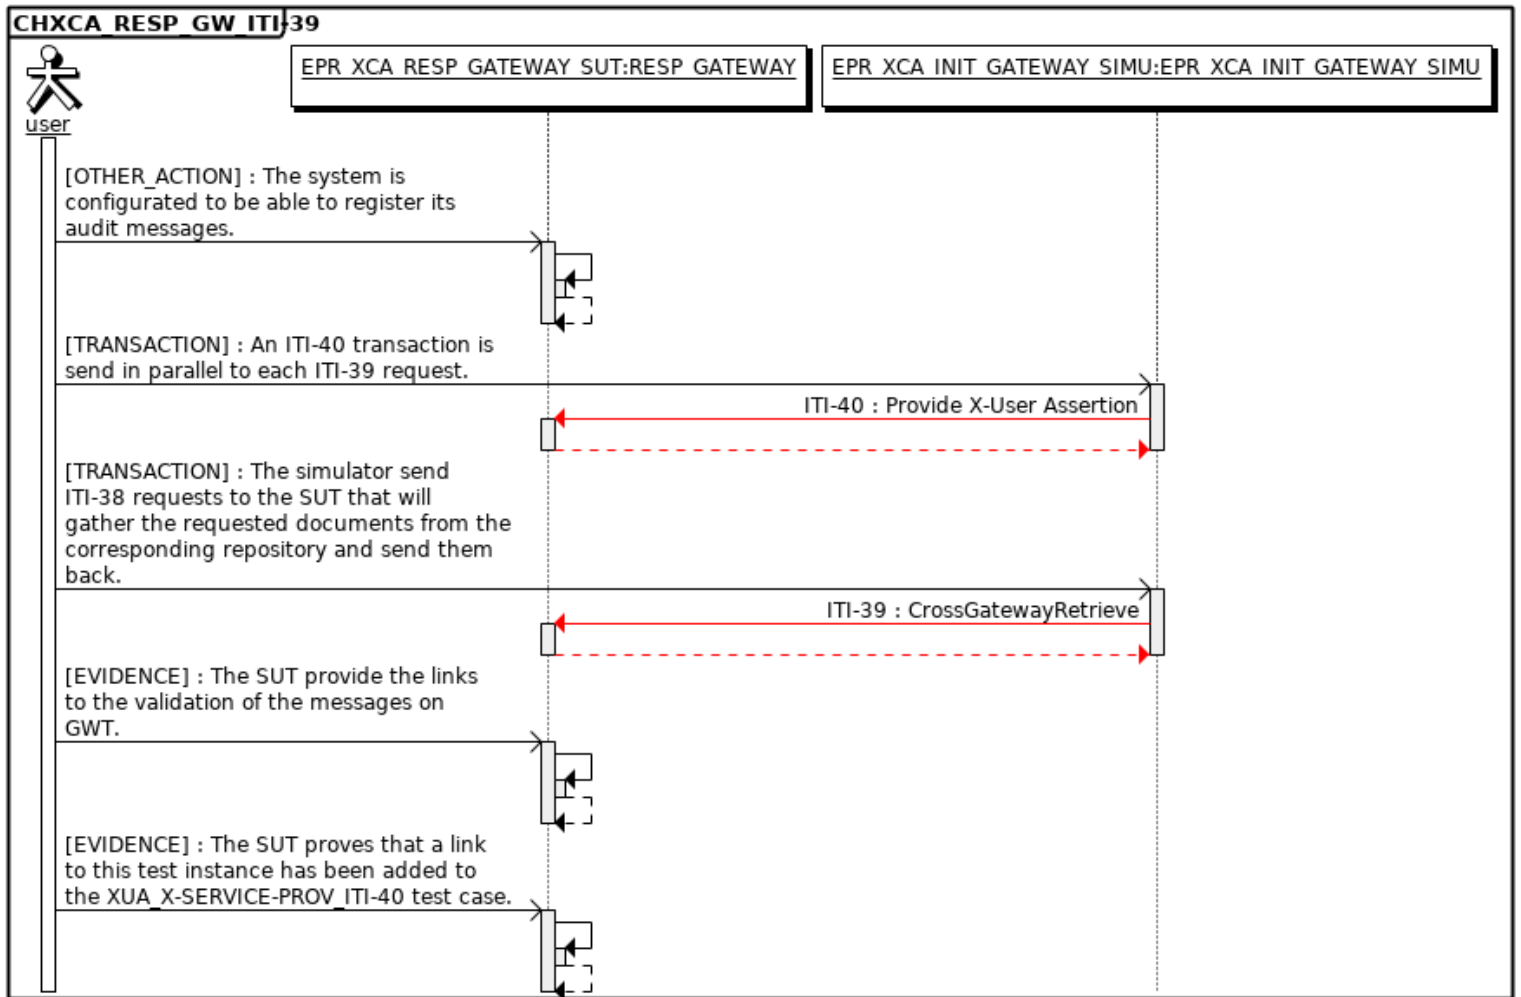 CHXCA_RESP_GW_ITI-39
EPR_XCA_RESP_GATEWAY_SUT:RESP_GATEWAY
EPR_XCA_INIT_GATEWAY_SIMU:EPR_XCA_INIT_GATEWAY_SIMU
user
[OTHER_ACTION] : The system is
configurated to be able to register its
audit messages.
[TRANSACTION] : An ITI-40 transaction is
send in parallel to each ITI-39 request.
ITI-40 : Provide X-User Assertion
[TRANSACTION] : The simulator send
ITI-38 requests to the SUT that will
gather the requested documents from the
corresponding repository and send them
back.
ITI-39 : CrossGatewayRetrieve
[EVIDENCE] : The SUT provide the links
to the validation of the messages on
GWT.
[EVIDENCE] : The SUT proves that a link
to this test instance has been added to
the XUA_X-SERVICE-PROV_ITI-40 test case.